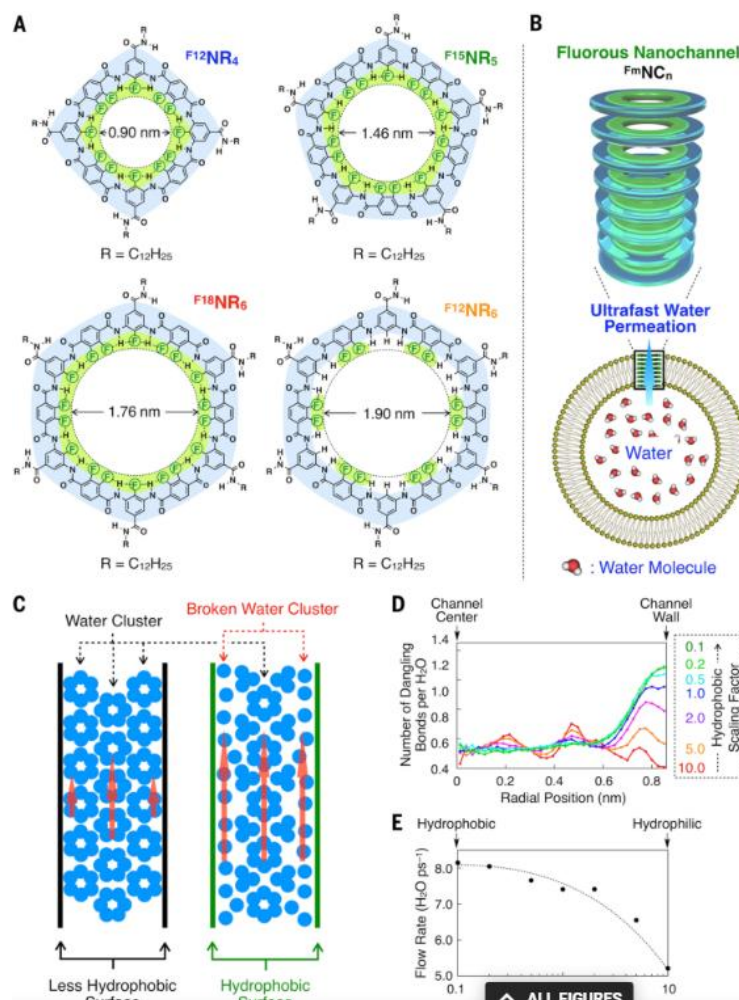 A
F12NR4
F15NR5
0.90 nm
1.46 nm
R = C12H25
R = C12H25
F18NR6
F12NR6
1.76 nm
1.90 nm
R = C12H25
R = C12H25
B
Fluorous Nanochannel
FmNCn
Ultrafast Water
Permeation
Water
: Water Molecule
C
Water Cluster
Broken Water Cluster
Less Hydrophobic
Hydrophobic
D
Channel
Center
Channel
Wall
Number of Dangling
Bonds per H2O
1.4
1.2
1.0
0.8
0.6
0.4
0
0.2
0.4
0.6
0.8
Radial Position (nm)
0.1
0.2
0.5
1.0
2.0
5.0
10.0
Hydrophobic
Scaling Factor
E
Hydrophobic
Hydrophilic
Flow Rate (H2O ps-1)
8.0
7.0
6.0
5.0
0.1
10
ALL FIGURES